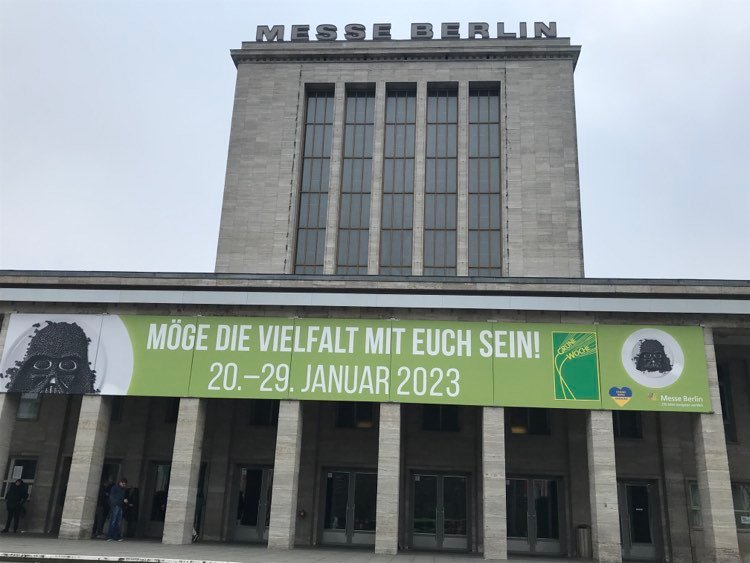 MESSE BERLIN
MÖGE DIE VIELFALT MIT EUCH SEIN!
20.–29. JANUAR 2023
GRÜNE
WOCHE
Messe Berlin